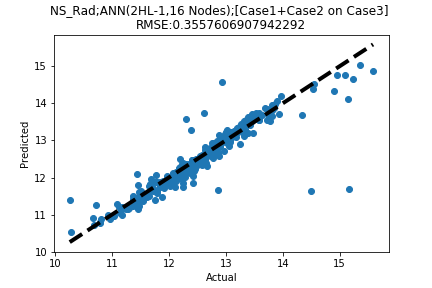 NS_Rad;ANN(2HL-1,16 Nodes);[Case1+Case2 on Case3]
RMSE:0.3557606907942292
15
14
13
12
11
10
Predicted
10 11 12 13 14 15
Actual